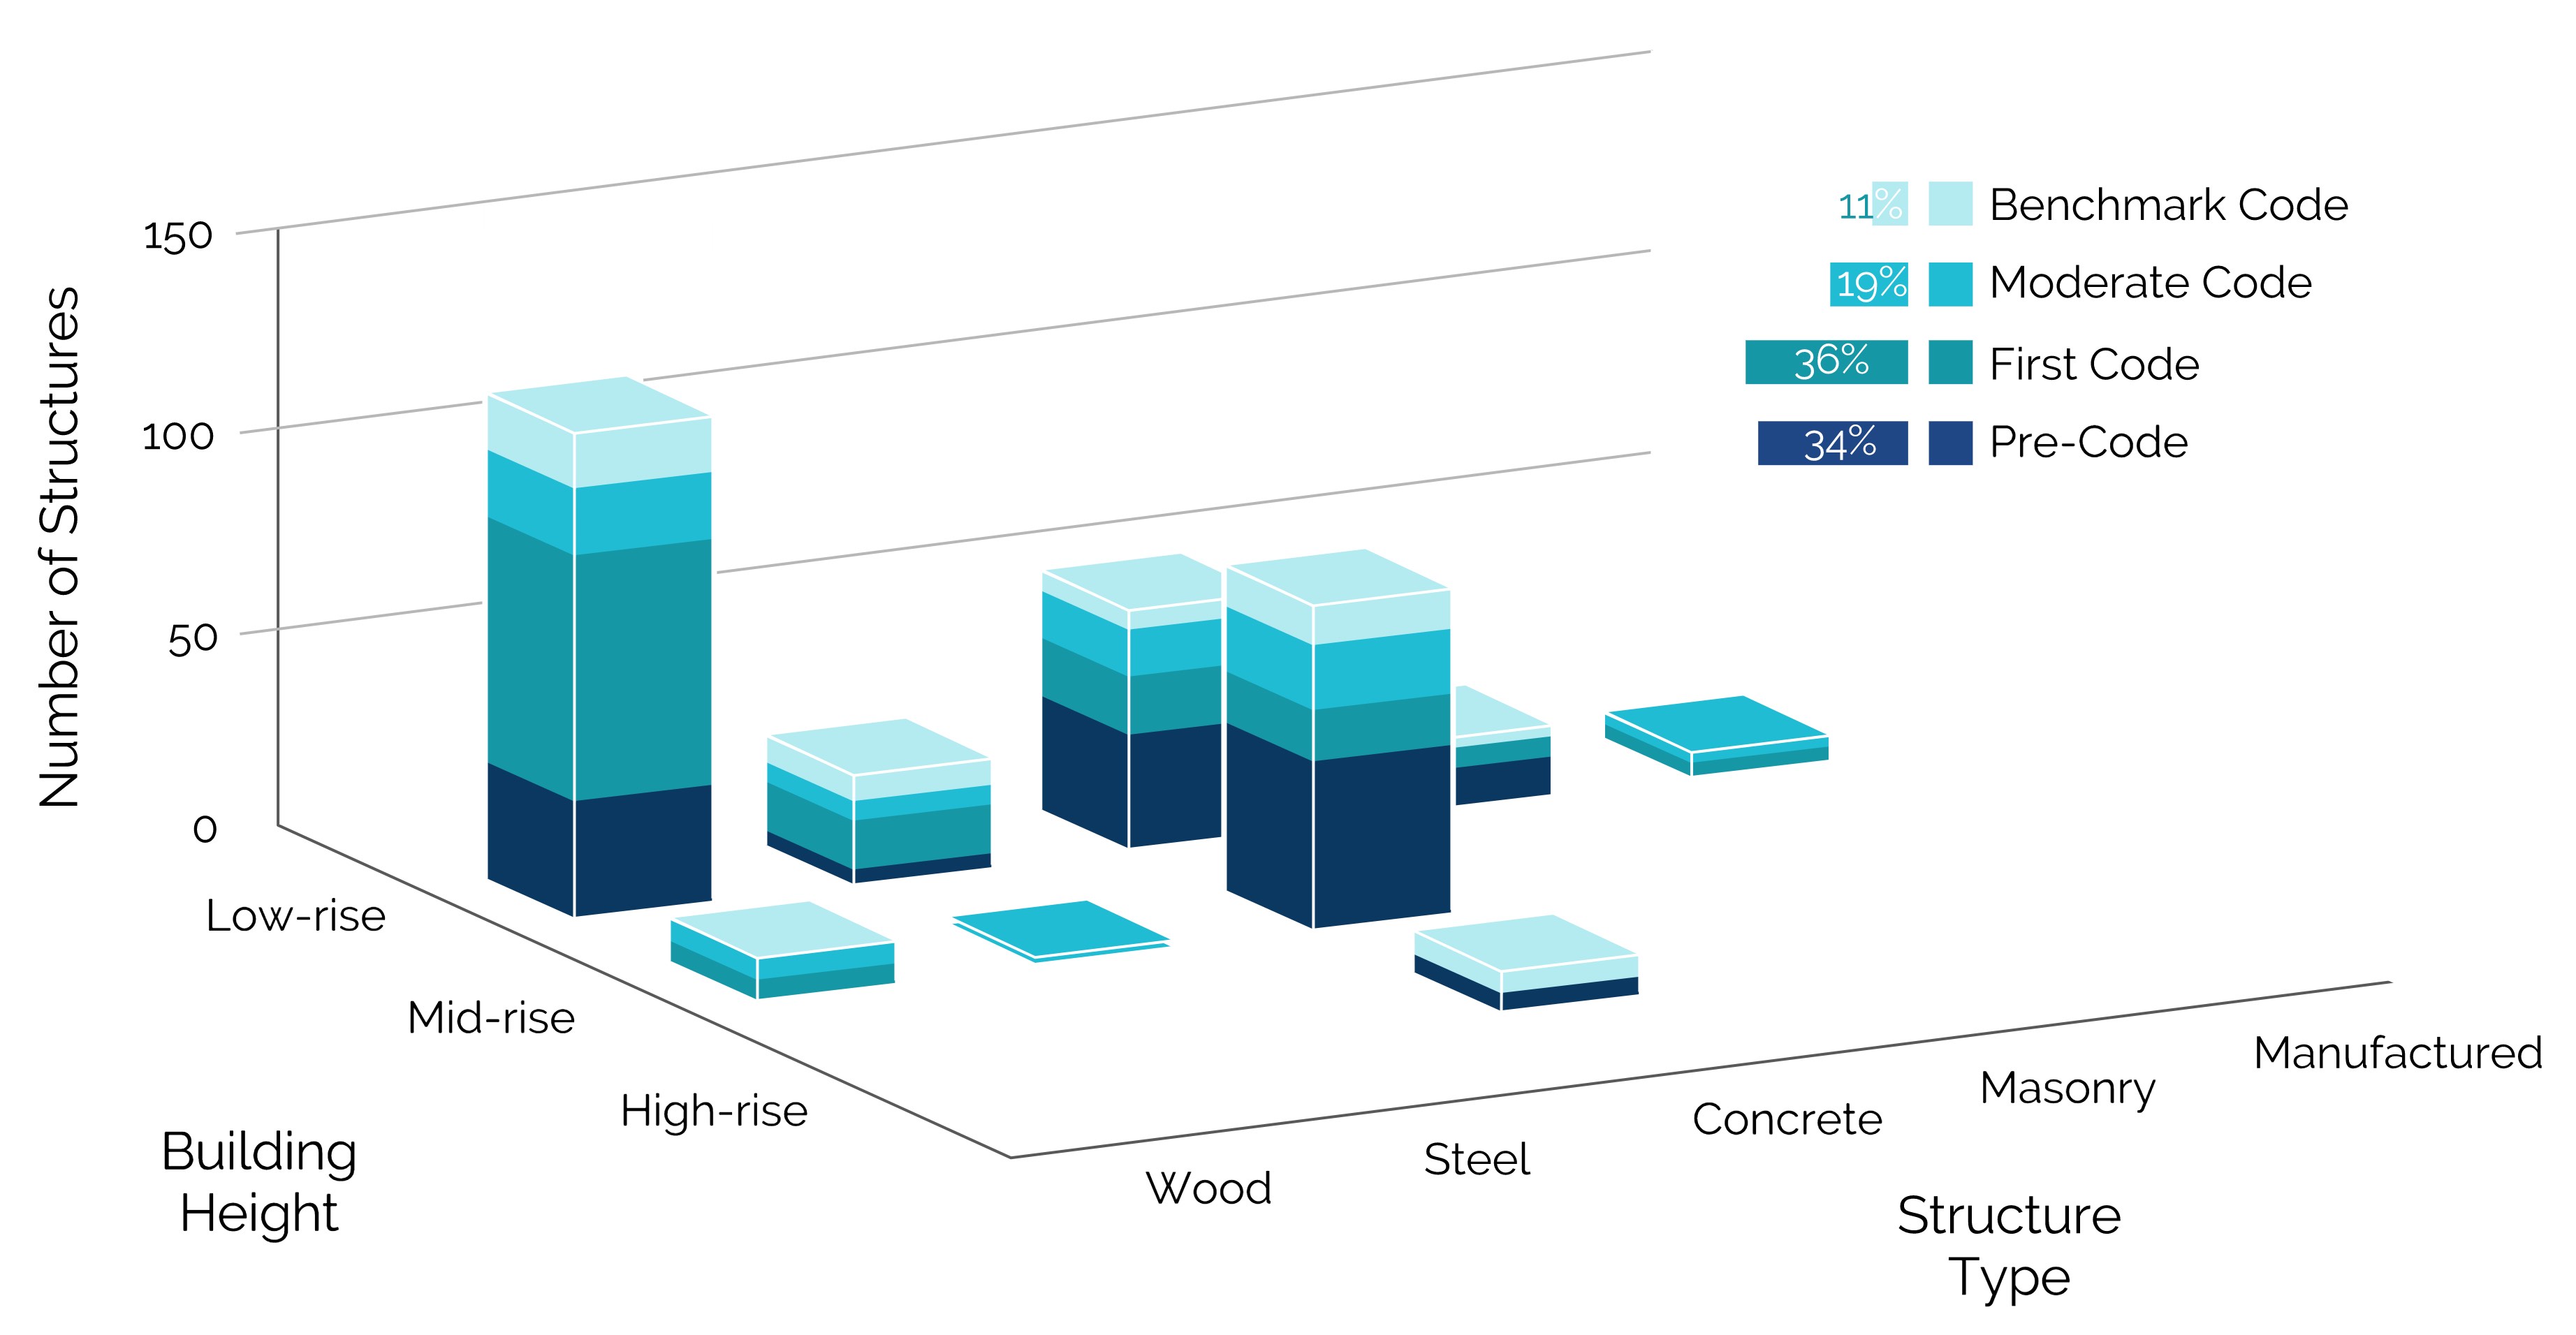 150
100
50
0
Number of Structures
11% Benchmark Code
19% Moderate Code
36% First Code
34% Pre-Code
Low-rise
Mid-rise
High-rise
Building
Height
Wood
Steel
Concrete
Masonry
Manufactured
Structure
Type